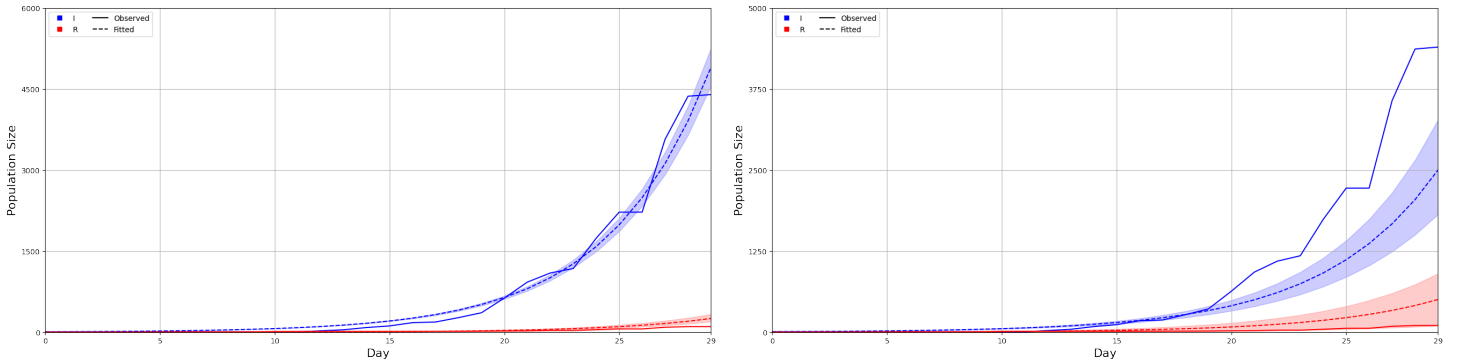 6000
4500
3000
1500
0
Population Size
I
R
Observed
Fitted
0 5 10 15 20 25 29
Day
5000
3750
2500
1250
0
Population Size
I
R
Observed
Fitted
0 5 10 15 20 25 29
Day